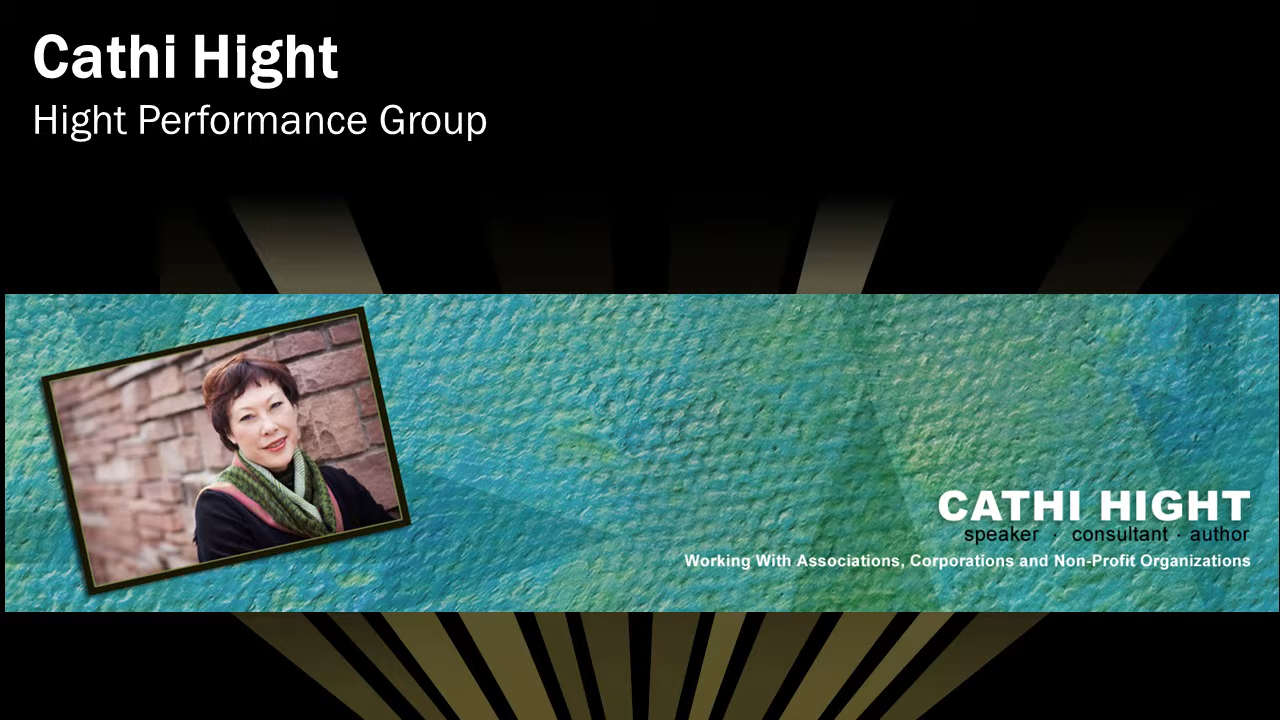 Cathi Hight
Hight Performance Group
CATHI HIGHT
speaker · consultant · author
Working With Associations, Corporations and Non-Profit Organizations